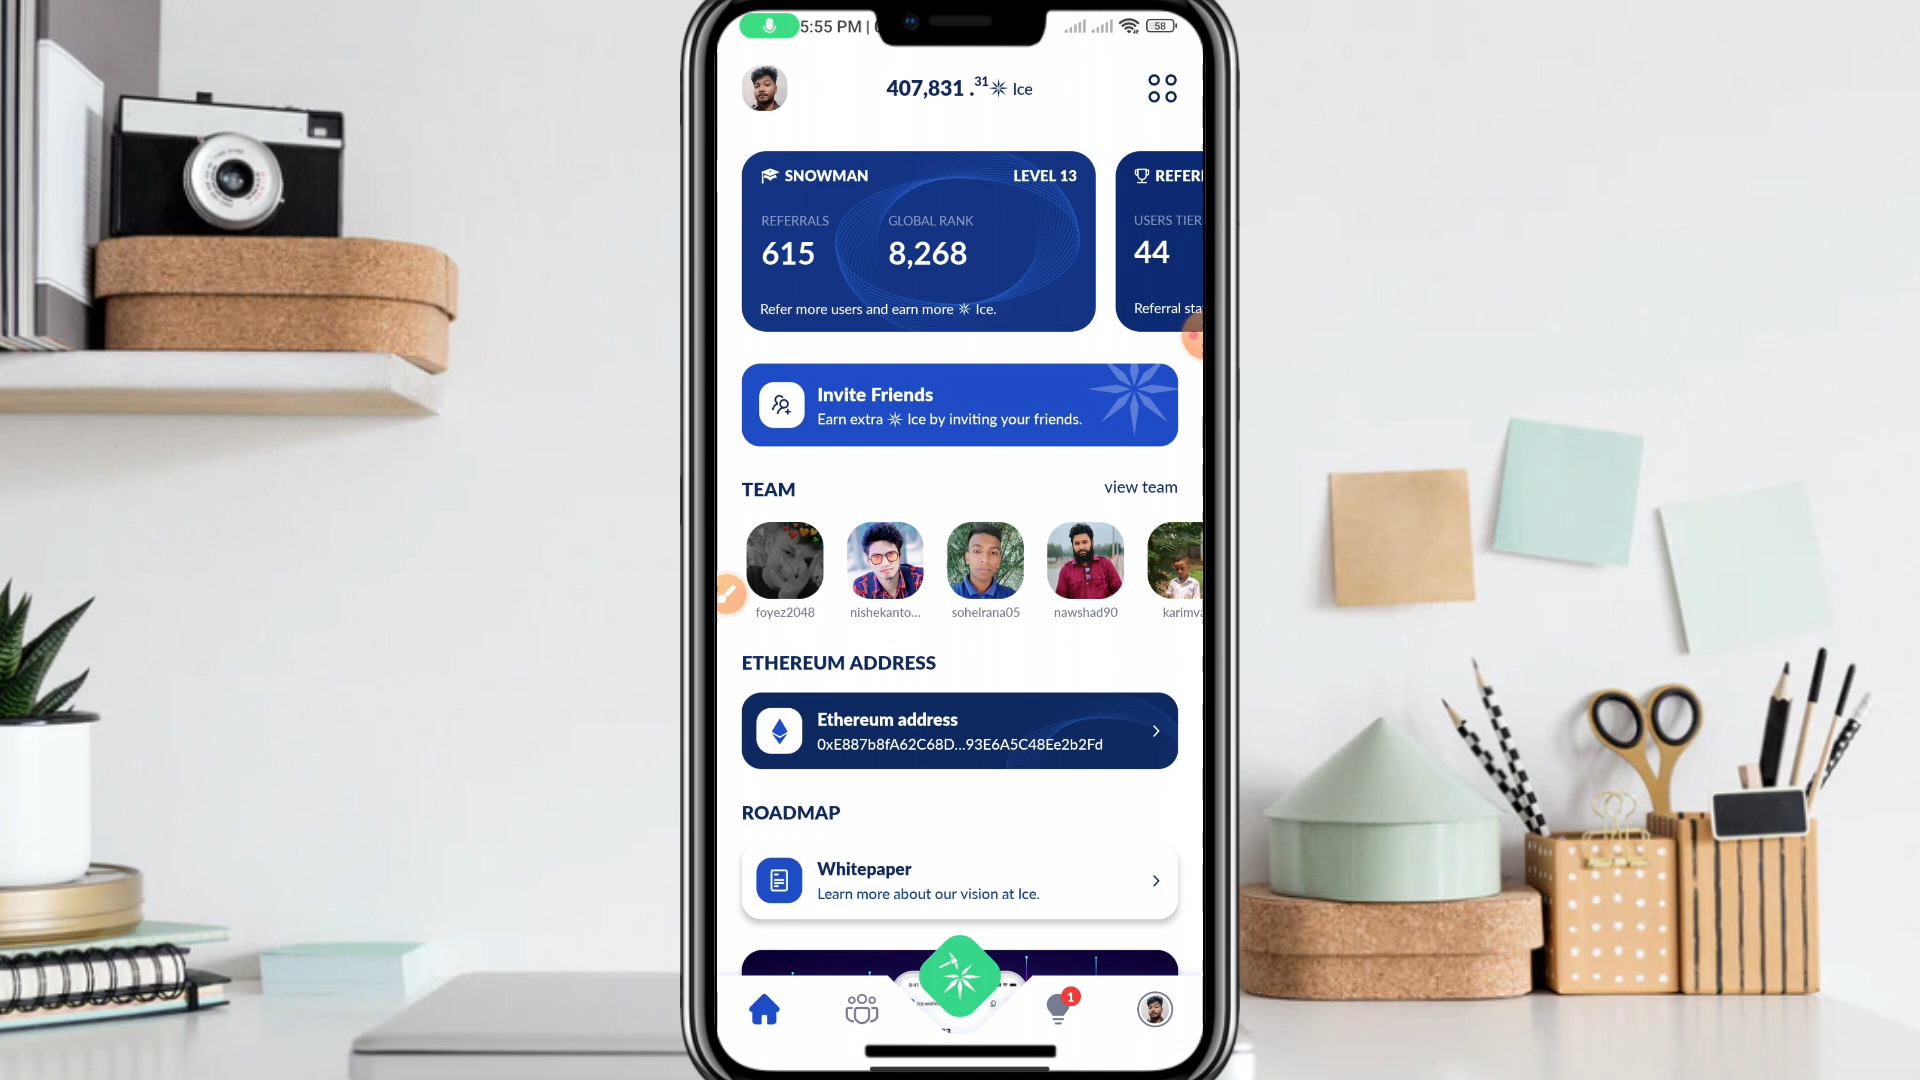 5:55 PM |
58
407,831 .31 Ice
SNOWMAN LEVEL 13
REFERRALS GLOBAL RANK
615 8,268
Refer more users and earn more Ice.
USERS TIER
44
Referral
Invite Friends
Earn extra Ice by inviting your friends.
TEAM view team
foyez2048 nishekanto... sohelrana05 nawshad90
ETHEREUM ADDRESS
Ethereum address
0xE887b8fA62C68D...93E6A5C48Ee2b2Fd
ROADMAP
Whitepaper
Learn more about our vision at Ice.
9:41
1